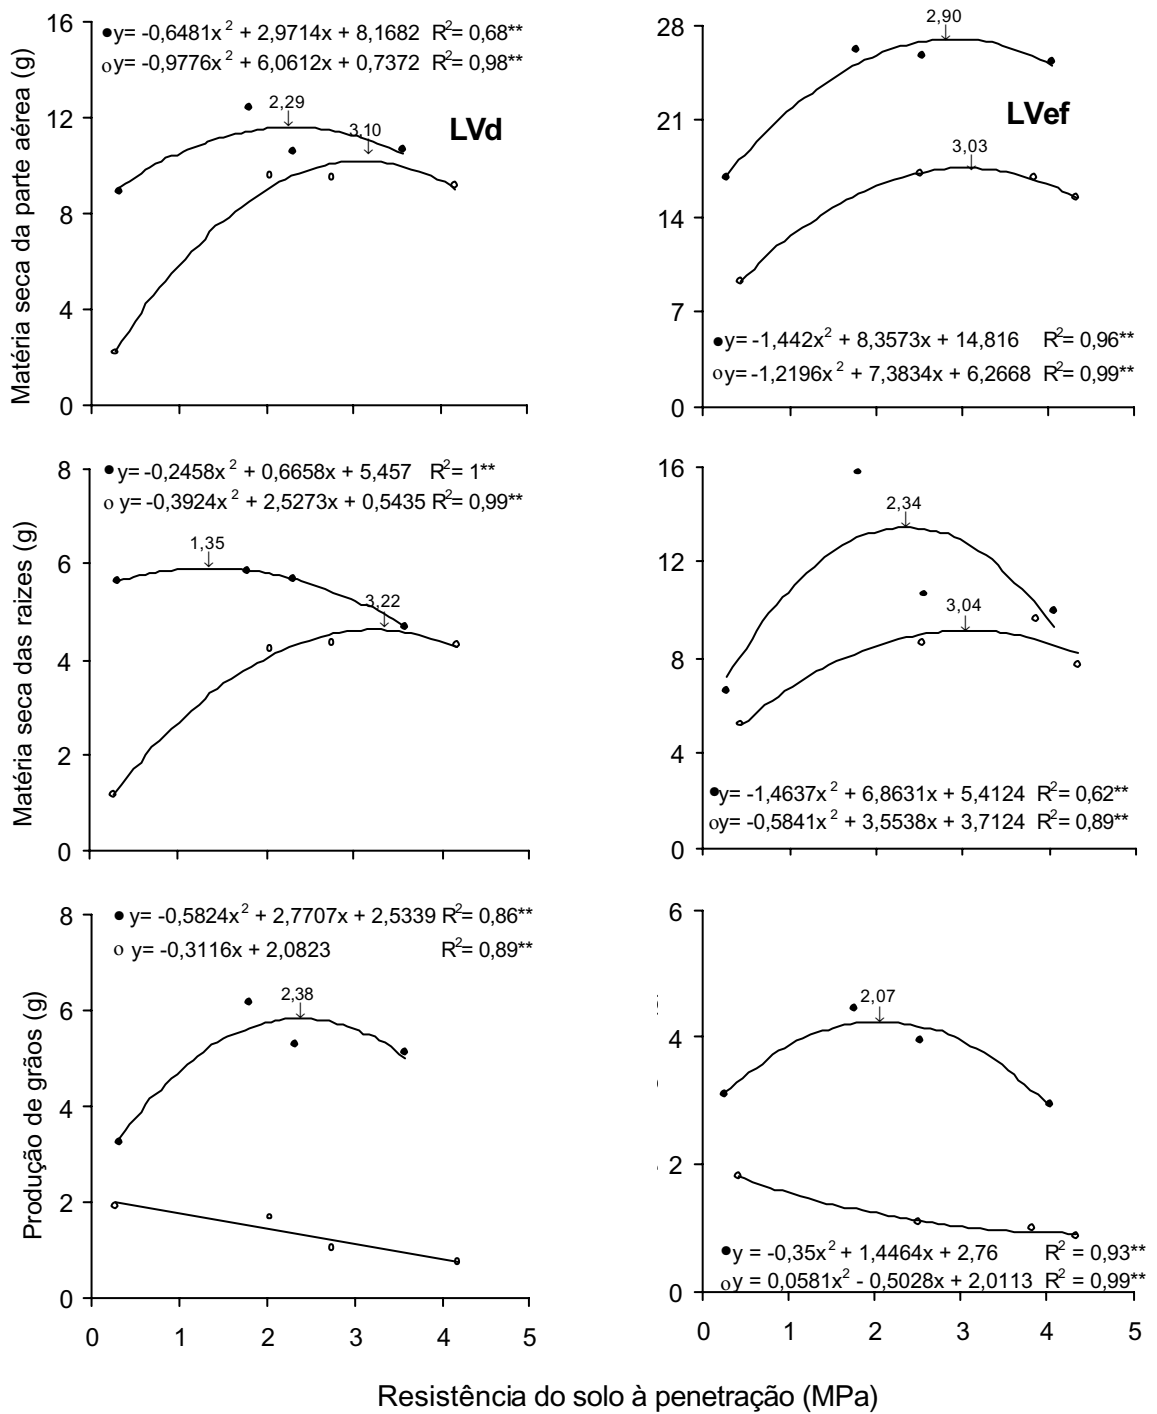 16
●y= -0,6481x² + 2,9714x + 8,1682 R²= 0,68**
oy= -0,9776x² + 6,0612x + 0,7372 R²= 0,98**
2,29
3,10
LVd
12
8
4
0
Matéria seca da parte aérea (g)
28
2,90
LVef
21
3,03
14
7
●y= -1,442x² + 8,3573x + 14,816 R²= 0,96**
oy= -1,2196x² + 7,3834x + 6,2668 R²= 0,99**
0
8
●y= -0,2458x² + 0,6658x + 5,457 R²= 1**
o y= -0,3924x² + 2,5273x + 0,5435 R²= 0,99**
1,35
6
3,22
4
2
0
Matéria seca das raizes (g)
16
2,34
12
3,04
8
4
●y= -1,4637x² + 6,8631x + 5,4124 R²= 0,62**
oy= -0,5841x² + 3,5538x + 3,7124 R²= 0,89**
0
8
● y= -0,5824x² + 2,7707x + 2,5339 R²= 0,86**
o y= -0,3116x + 2,0823 R²= 0,89**
2,38
6
4
2
0
Produção de grãos (g)
0 1 2 3 4 5
6
2,07
4
2
●y = -0,35x² + 1,4464x + 2,76 R² = 0,93**
oy = 0,0581x² - 0,5028x + 2,0113 R² = 0,99**
0
0 1 2 3 4 5
Resistência do solo à penetração (MPa)